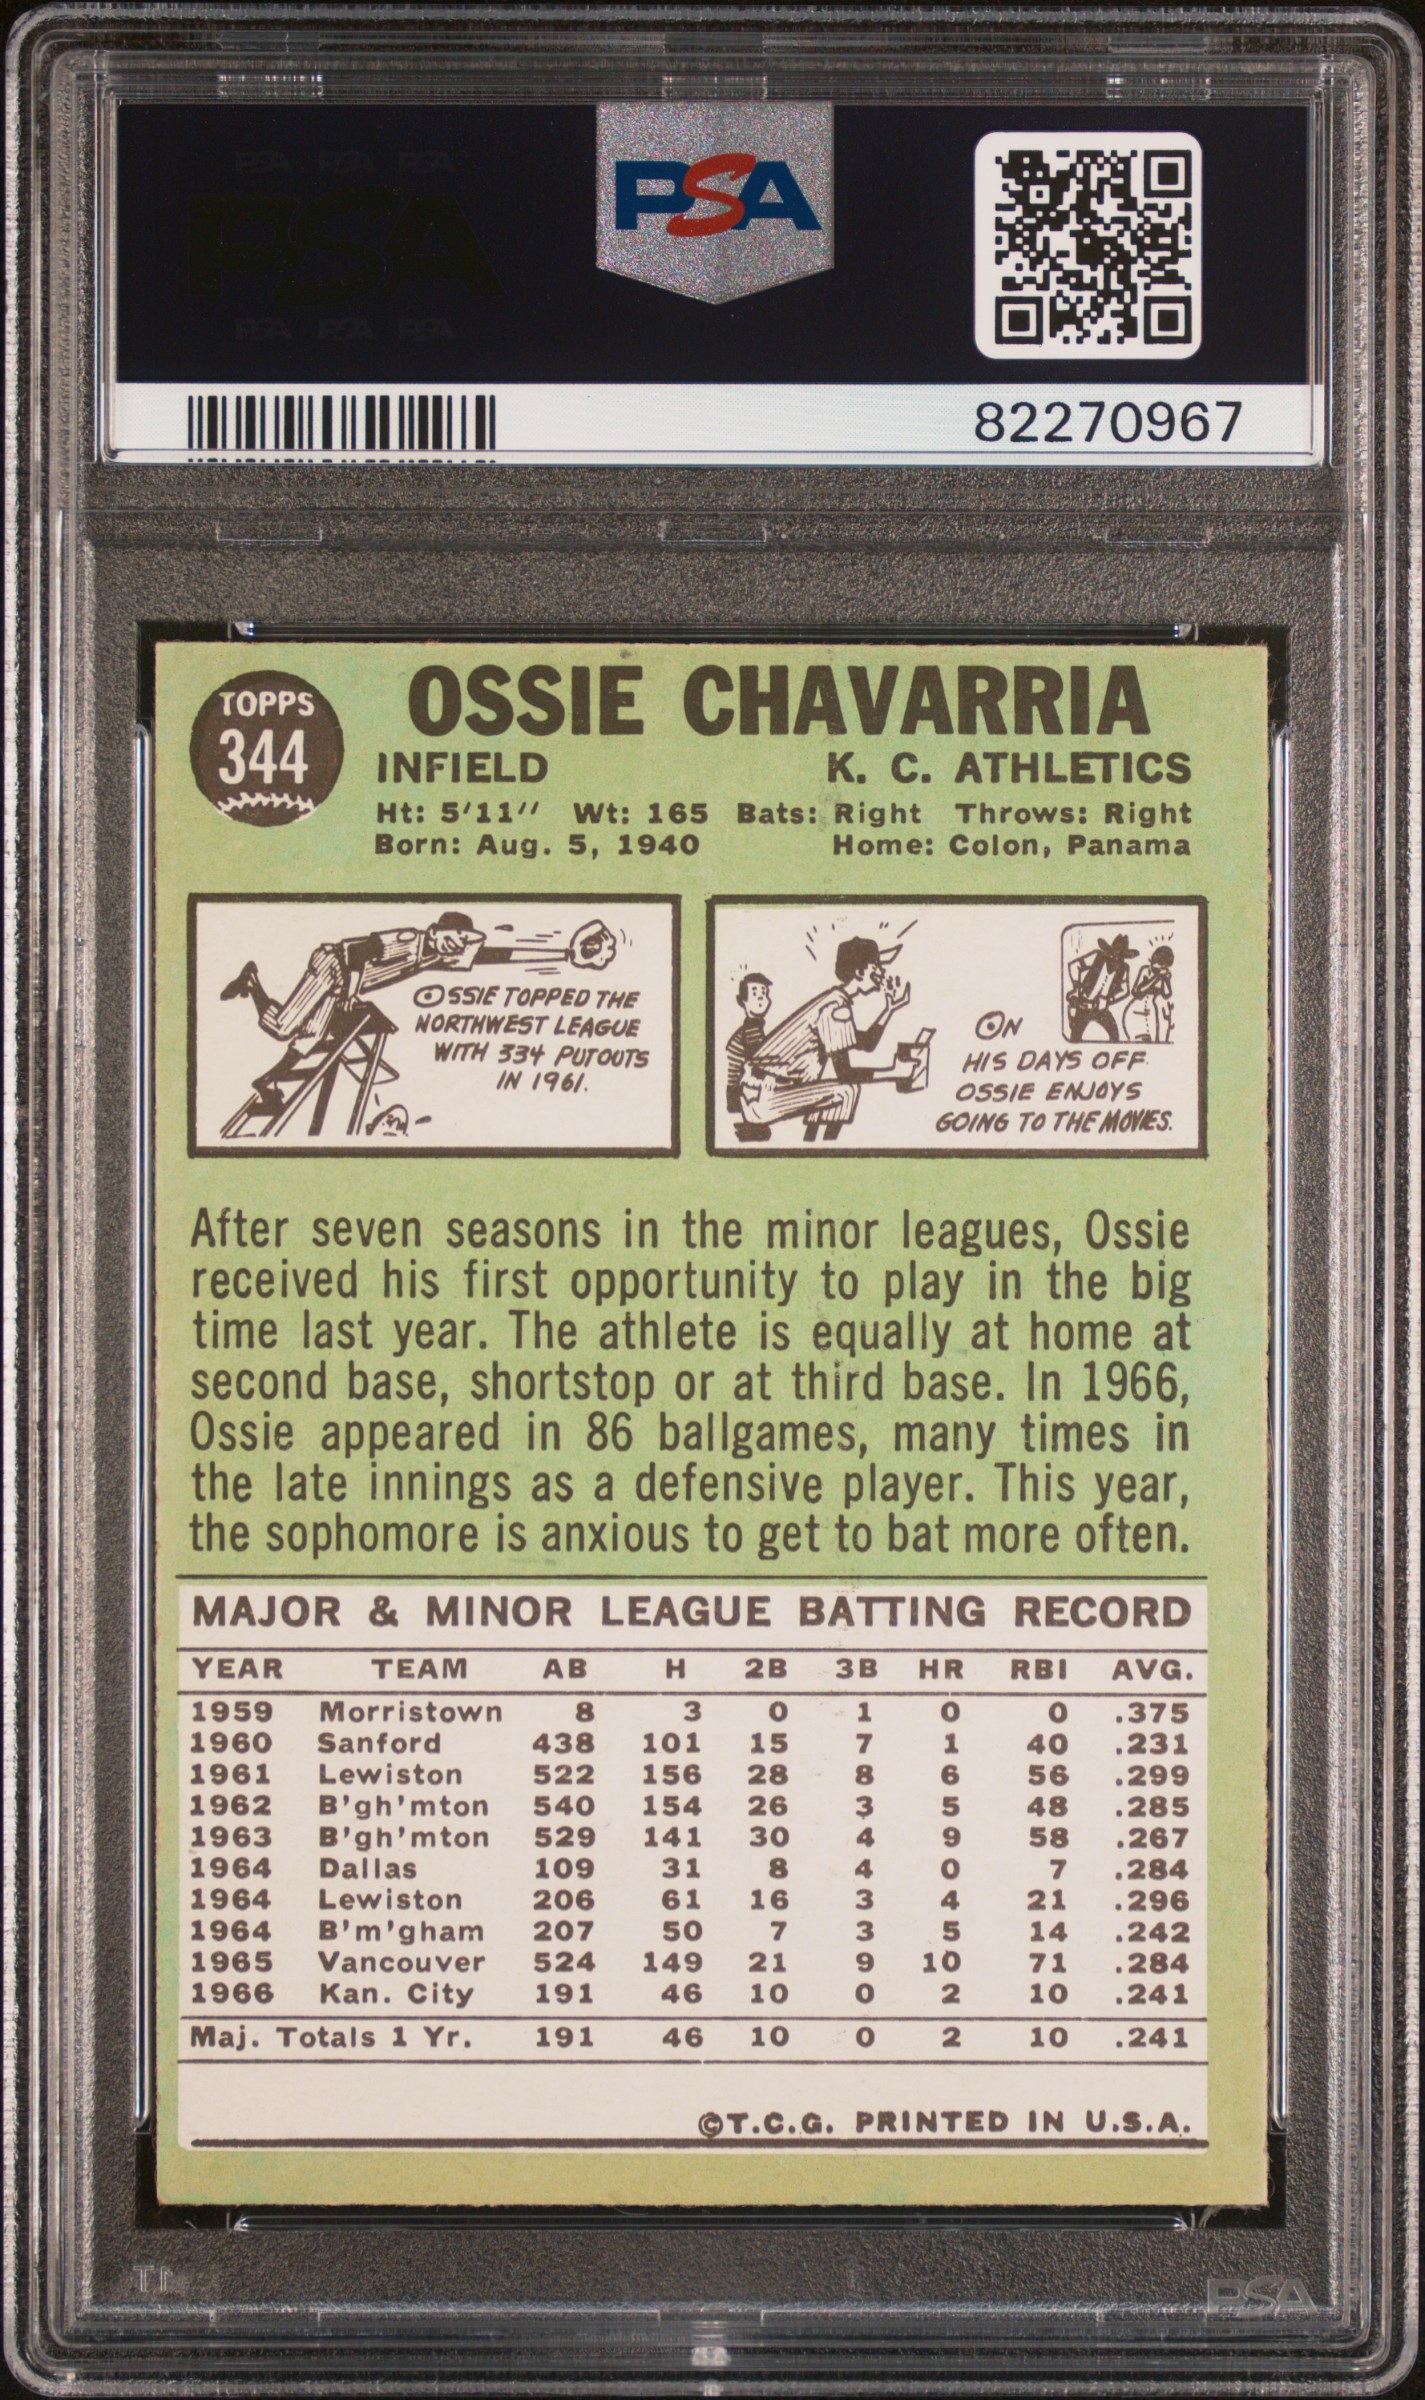 PSA PSA PSA
PSA
PSA PSA PSA
PSA
82270967
TOPPS
344
OSSIE CHAVARRIA
INFIELD K. C. ATHLETICS
Ht: 5'11" Wt: 165 Bats: Right Throws: Right
Born: Aug. 5, 1940 Home: Colon, Panama
OSSIE TOPPED THE
NORTHWEST LEAGUE
WITH 334 PUTOUTS
IN 1961.
ON
HIS DAYS OFF
OSSIE ENJOYS
GOING TO THE MOVIES.
After seven seasons in the minor leagues, Ossie
received his first opportunity to play in the big
time last year. The athlete is equally at home at
second base, shortstop or at third base. In 1966,
Ossie appeared in 86 ballgames, many times in
the late innings as a defensive player. This year,
the sophomore is anxious to get to bat more often.
MAJOR & MINOR LEAGUE BATTING RECORD
YEAR TEAM AB H 2B 3B HR RBI AVG.
1959 Morristown 8 3 0 1 0 0 .375
1960 Sanford 438 101 15 7 1 40 .231
1961 Lewiston 522 156 28 8 6 56 .299
1962 B'gh'mton 540 154 26 3 5 48 .285
1963 B'gh'mton 529 141 30 4 9 58 .267
1964 Dallas 109 31 8 4 0 7 .284
1964 Lewiston 206 61 16 3 4 21 .296
1964 B'm'gham 207 50 7 3 5 14 .242
1965 Vancouver 524 149 21 9 10 71 .284
1966 Kan. City 191 46 10 0 2 10 .241
Maj. Totals 1 Yr. 191 46 10 0 2 10 .241
©T.C.G. PRINTED IN U.S.A.
PSA